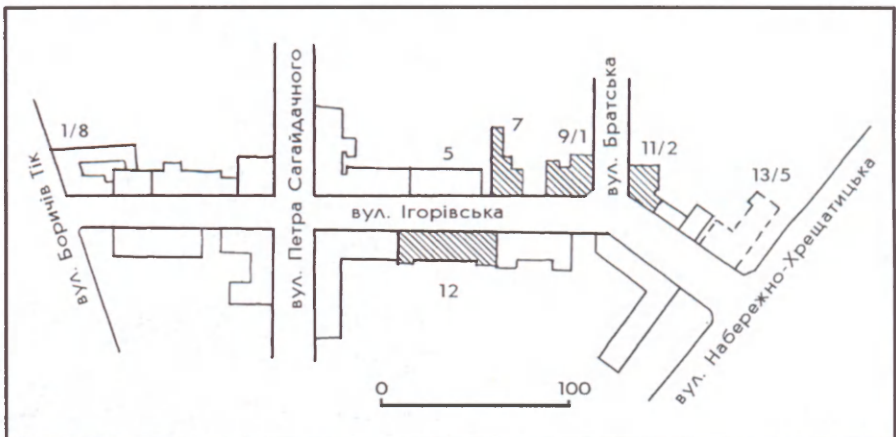 вул. Боричів Тік
1/8
вул. Петра Сагайдачного
5
7
9/1
вул. Братська
11/2
13/5
вул. Ігорівська
12
вул. Набережно-Хрещатицька
0
100